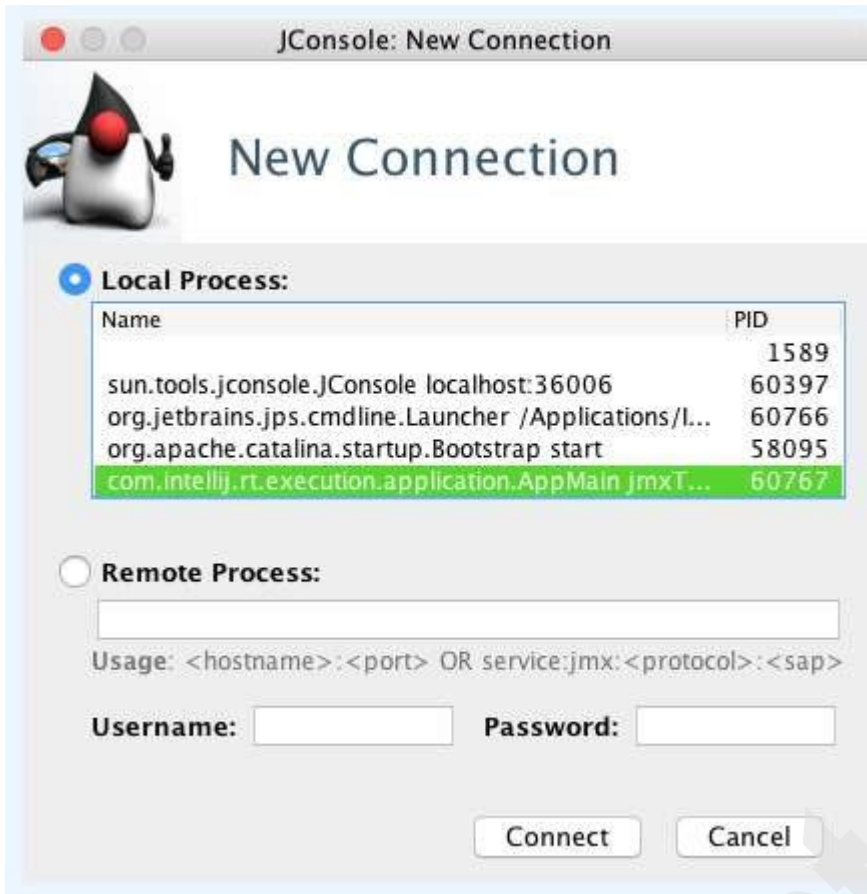 JConsole: New Connection
New Connection
Local Process:
Name PID
1589
sun.tools.jconsole.JConsole localhost:36006 60397
org.jetbrains.jps.cmdline.Launcher /Applications/I... 60766
org.apache.catalina.startup.Bootstrap start 58095
com.intellij.rt.execution.application.AppMain jmxT... 60767
Remote Process:
Usage: <hostname>:<port> OR service:jmx:<protocol>:<sap>
Username: Password:
Connect Cancel